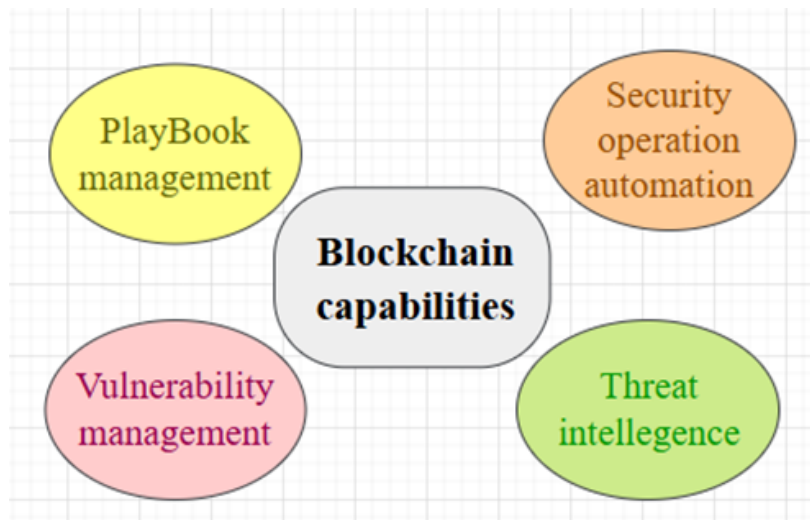 PlayBook
management
Security
operation
automation
Blockchain
capabilities
Vulnerability
management
Threat
intellegence